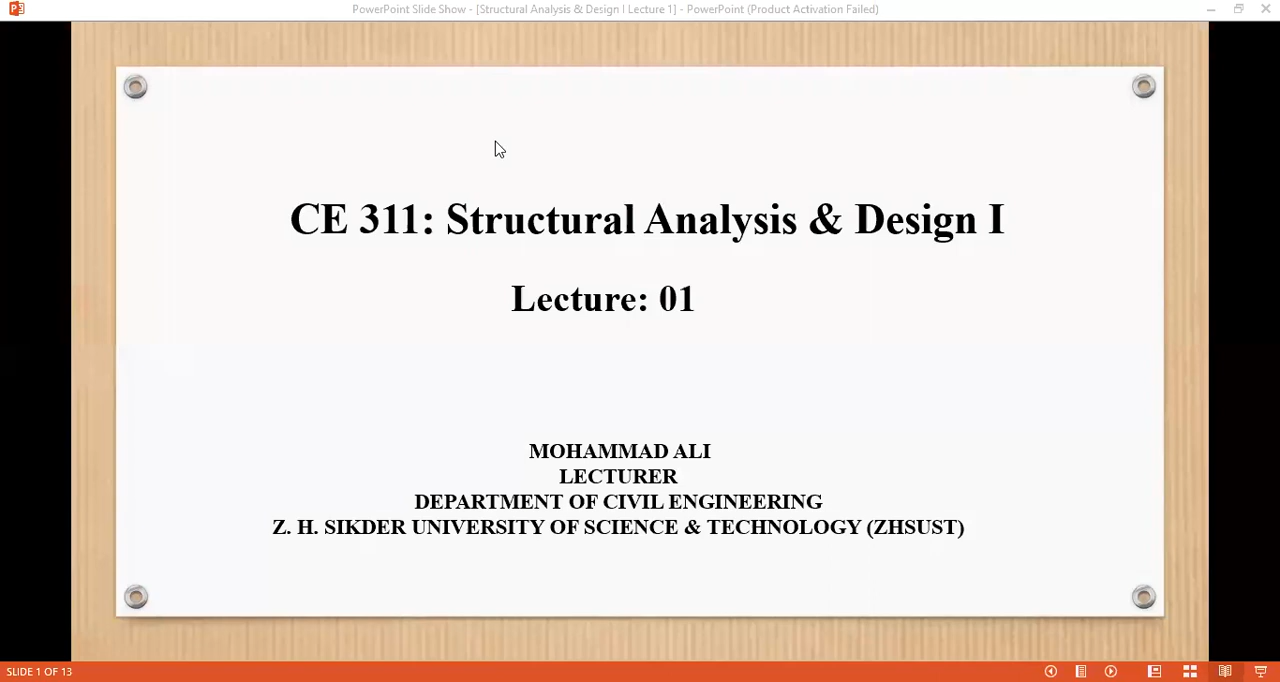 PowerPoint Slide Show - [Structural Analysis & Design I Lecture 1] - PowerPoint (Product Activation Failed)
CE 311: Structural Analysis & Design I
Lecture: 01
MOHAMMAD ALI
LECTURER
DEPARTMENT OF CIVIL ENGINEERING
Z. H. SIKDER UNIVERSITY OF SCIENCE & TECHNOLOGY (ZHSUST)
SLIDE 1 OF 13